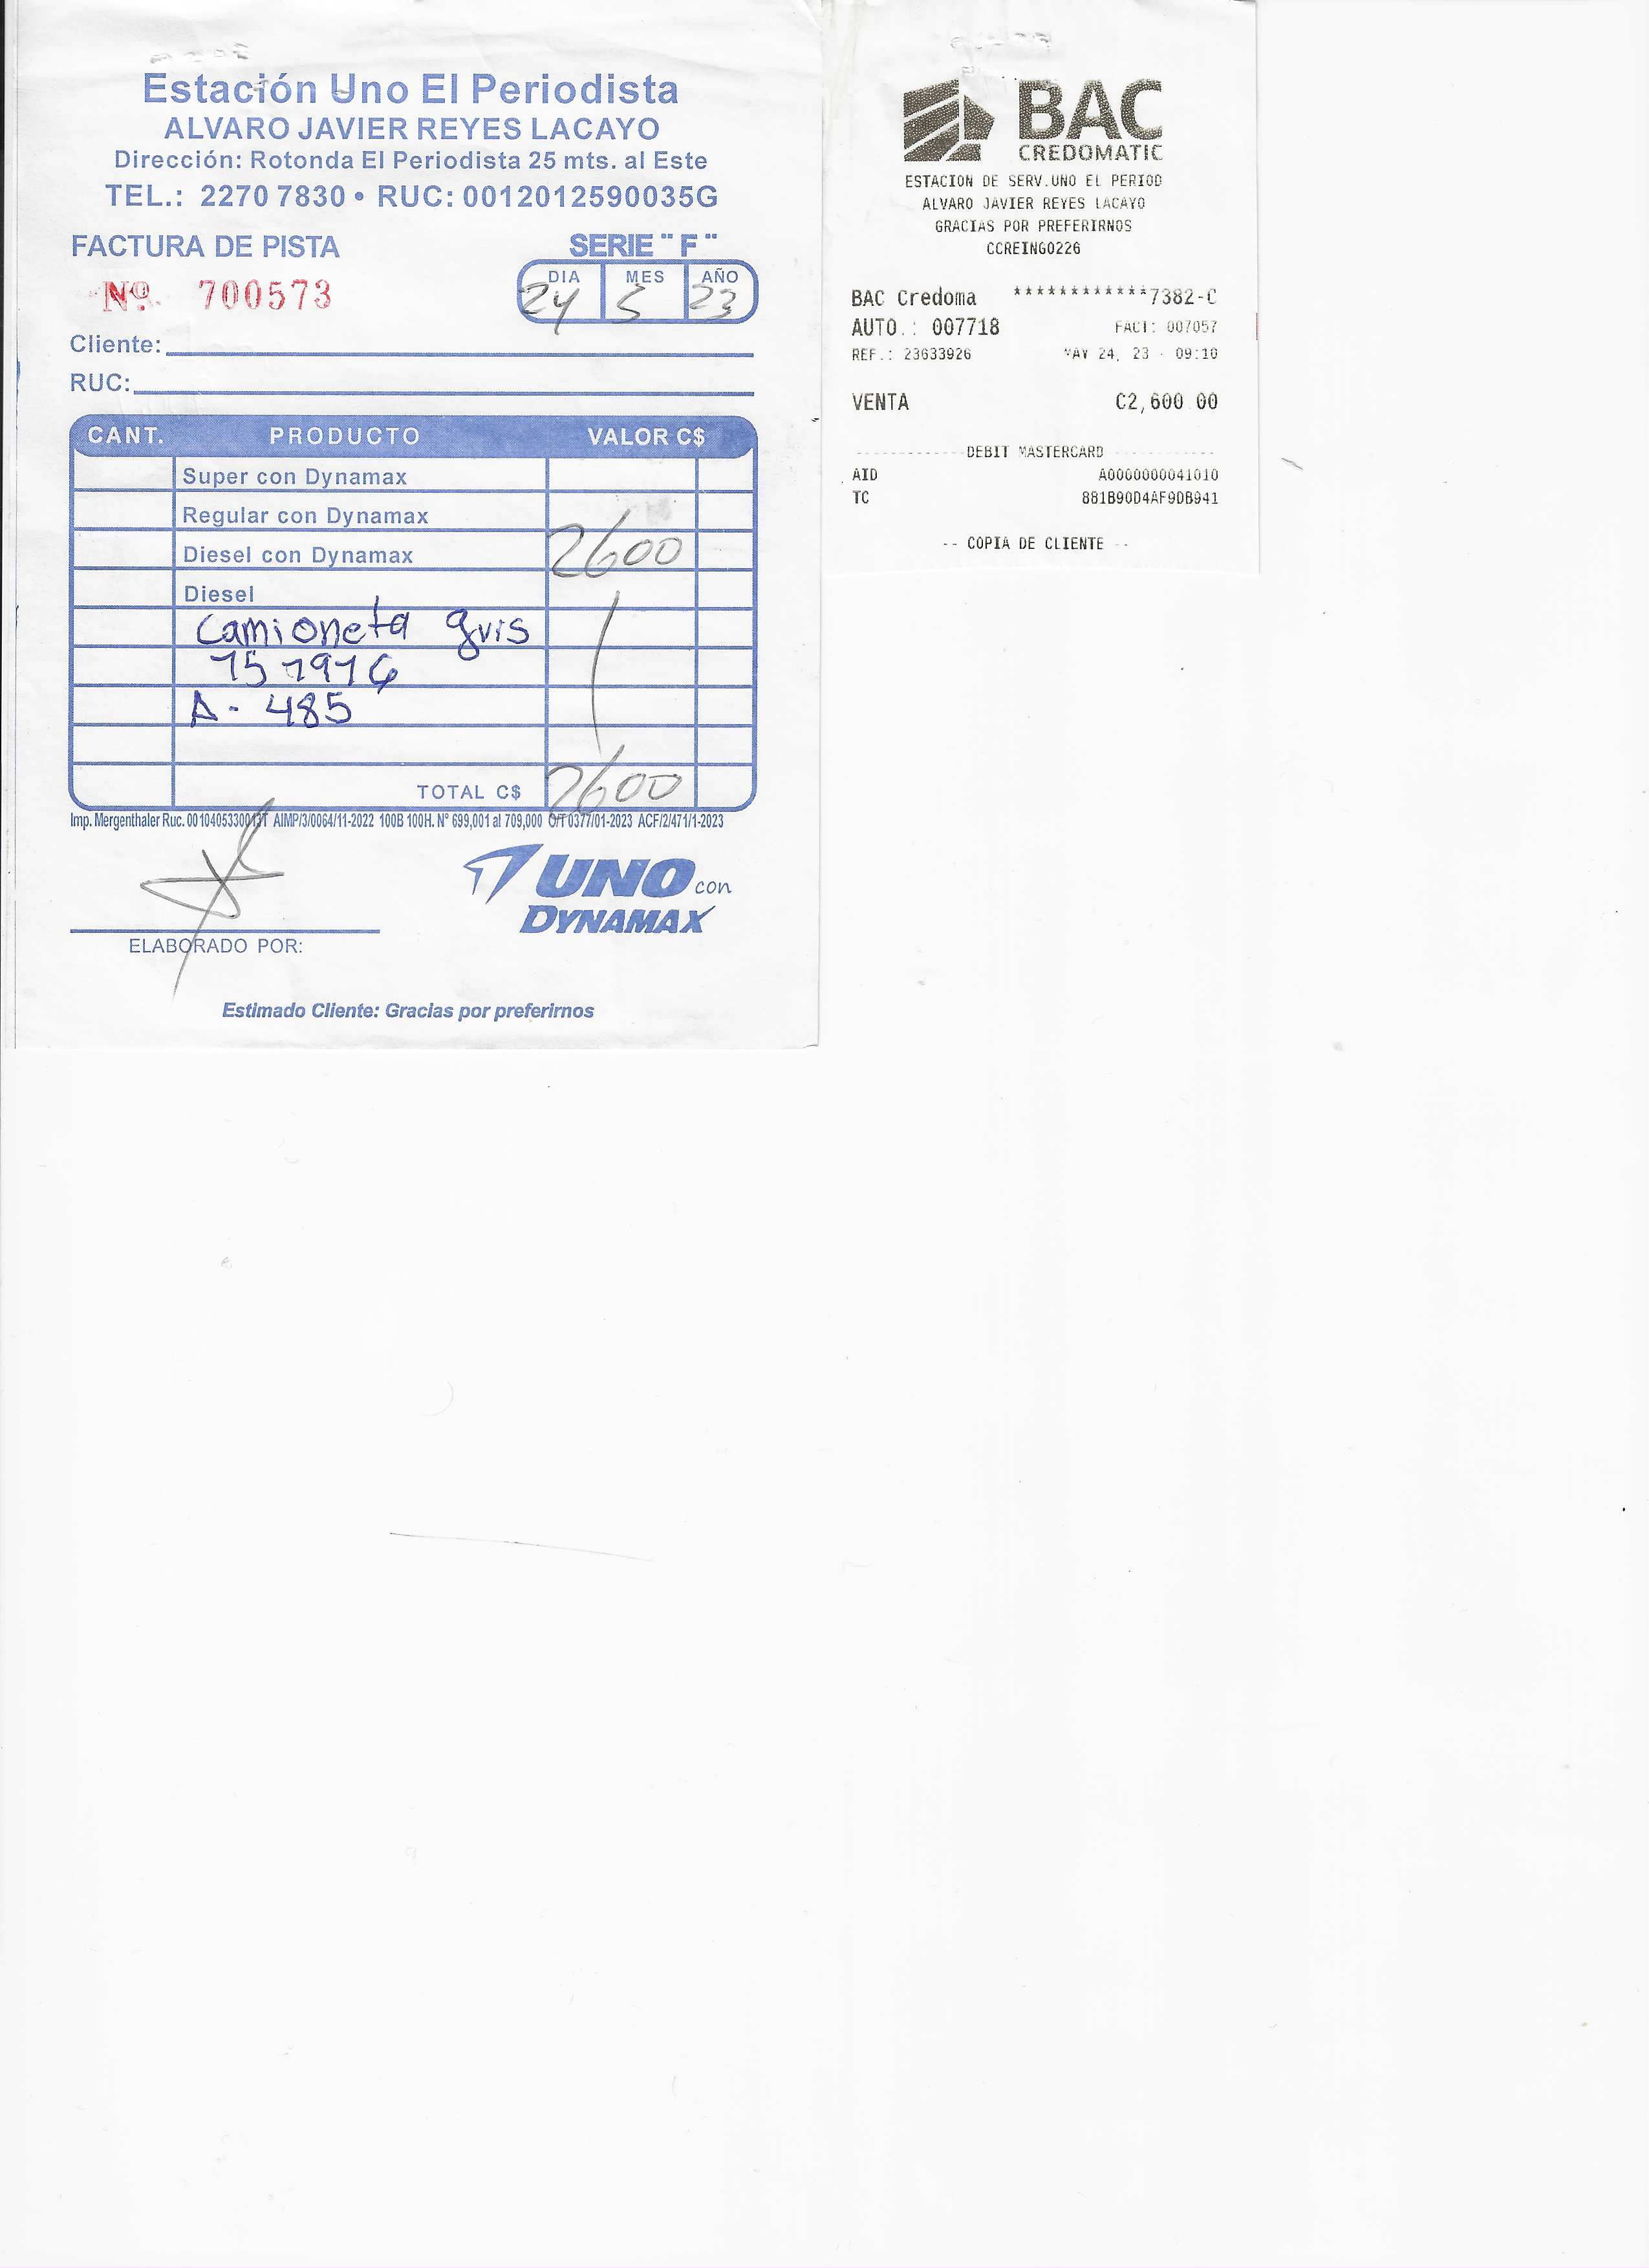 Estación Uno El Periodista
ALVARO JAVIER REYES LACAYO
Dirección: Rotonda El Periodista 25 mts. al Este
TEL.: 2270 7830 • RUC: 0012012590035G
FACTURA DE PISTA
SERIE ¨ F ¨
Nº. 700573
DIA MES AÑO
24 5 23
Cliente:
RUC:
CANT. PRODUCTO VALOR C$
Super con Dynamax
Regular con Dynamax
Diesel con Dynamax 2600
Diesel
Camioneta gris
A- 485
TOTAL C$ 2600
Imp. Mergenthaler Ruc. 0010405330013T AIMP/3/0064/11-2022 100B 100H. Nº 699,001 al 709,000 O/T 0377/01-2023 ACF/2/471/1-2023
UNO con
DYNAMAX
ELABORADO POR:
Estimado Cliente: Gracias por preferirnos
BAC
CREDOMATIC
ESTACION DE SERV.UNO EL PERIOD
ALVARO JAVIER REYES LACAYO
GRACIAS POR PREFERIRNOS
CCREING0226
BAC Credoma ************7382-C
AUTO.: 007718 FACT: 007057
REF.: 23633926 MAY 24, 23 - 09:10
VENTA C2,600.00
DEBIT MASTERCARD
AID A0000000041010
TC 881B90D4AF9DB941
-- COPIA DE CLIENTE --